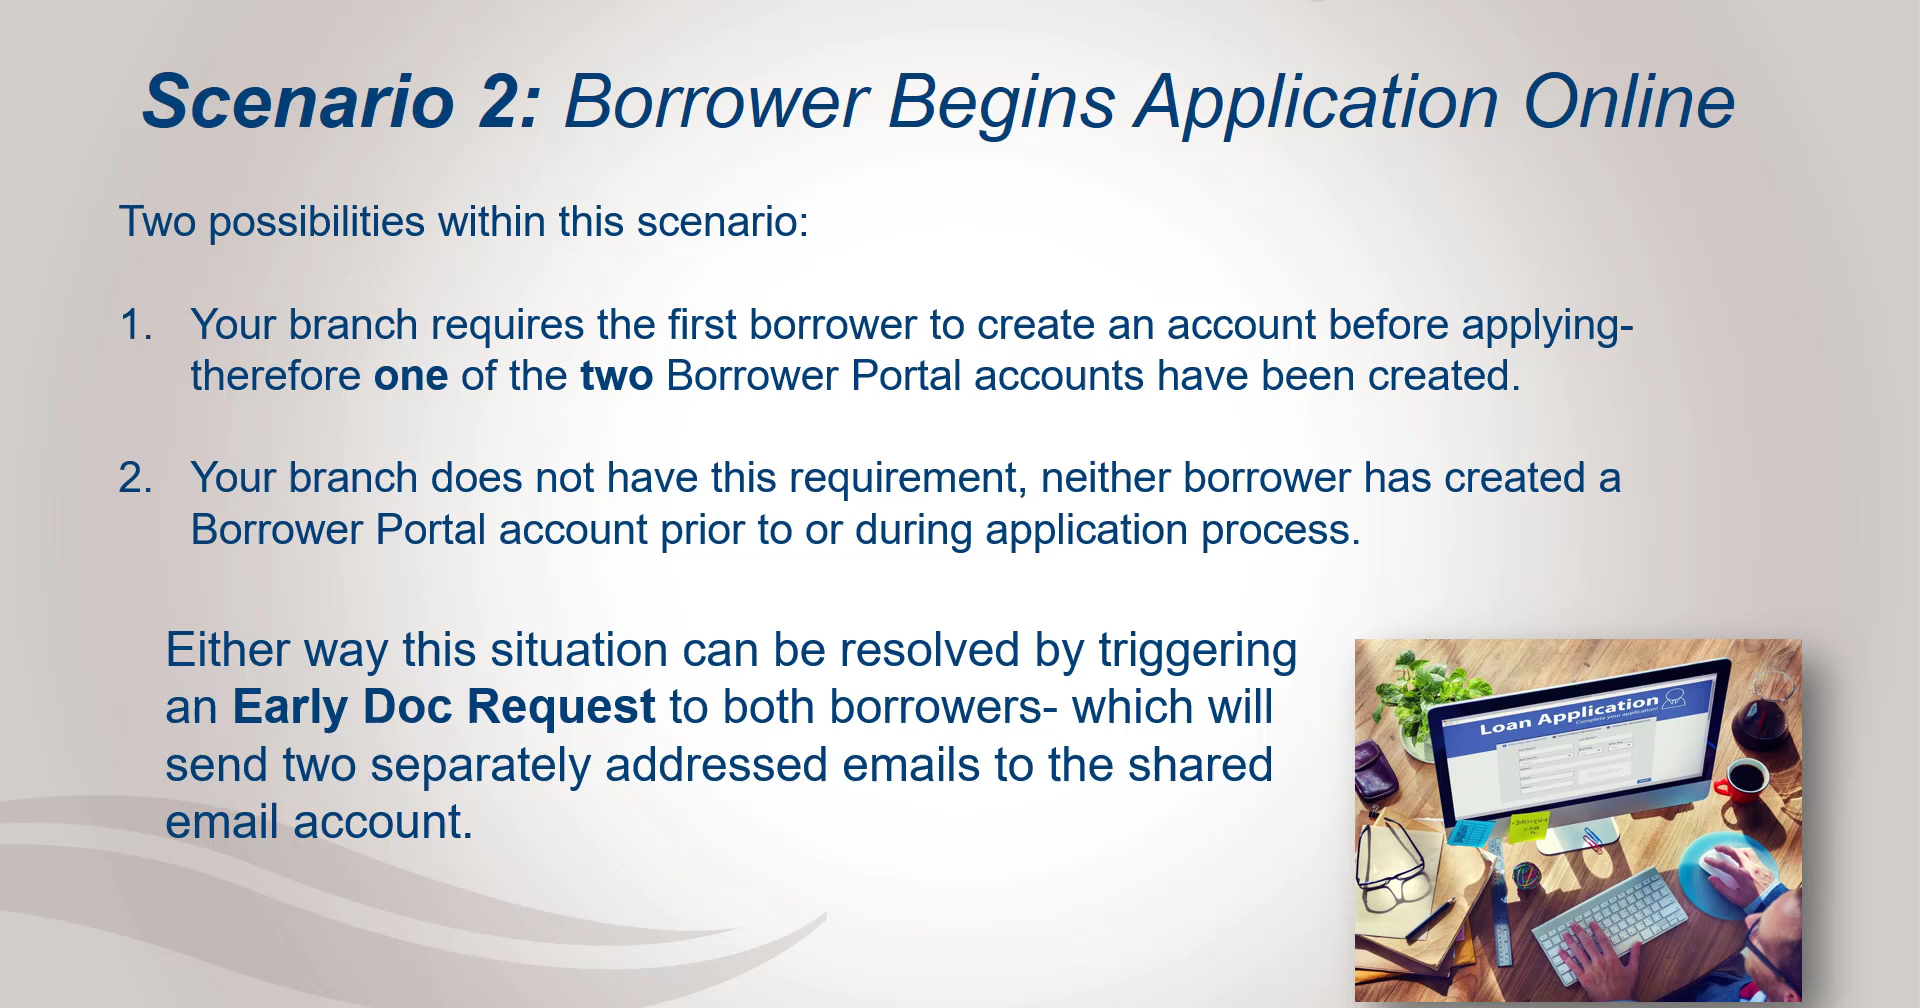 Scenario 2: Borrower Begins Application Online
Two possibilities within this scenario:
1. Your branch requires the first borrower to create an account before applying-
therefore one of the two Borrower Portal accounts have been created.
2. Your branch does not have this requirement, neither borrower has created a
Borrower Portal account prior to or during application process.
Either way this situation can be resolved by triggering
an Early Doc Request to both borrowers- which will
send two separately addressed emails to the shared
email account.
Loan Application
Complete your application!